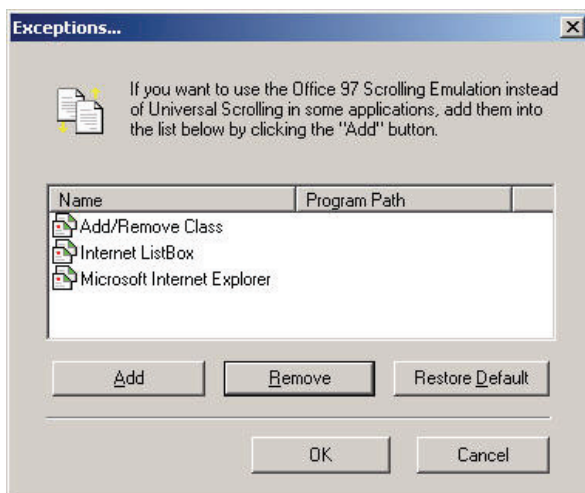 Exceptions...
If you want to use the Office 97 Scrolling Emulation instead
of Universal Scrolling in some applications, add them into
the list below by clicking the "Add" button.
Name Program Path
Add/Remove Class
Internet ListBox
Microsoft Internet Explorer
Add Remove Restore Default
OK Cancel